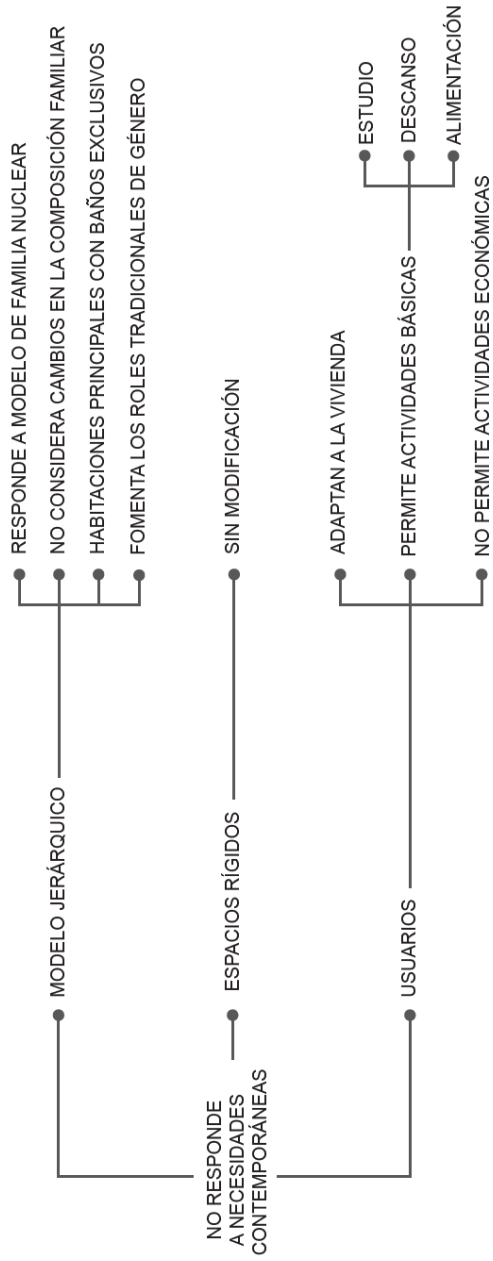 NO RESPONDE
A NECESIDADES
CONTEMPORÁNEAS
MODELO JERÁRQUICO
RESPONDE A MODELO DE FAMILIA NUCLEAR
NO CONSIDERA CAMBIOS EN LA COMPOSICIÓN FAMILIAR
HABITACIONES PRINCIPALES CON BAÑOS EXCLUSIVOS
FOMENTA LOS ROLES TRADICIONALES DE GÉNERO
ESPACIOS RÍGIDOS
SIN MODIFICACIÓN
USUARIOS
ADAPTAN A LA VIVIENDA
PERMITE ACTIVIDADES BÁSICAS
ESTUDIO
DESCANSO
ALIMENTACIÓN
NO PERMITE ACTIVIDADES ECONÓMICAS